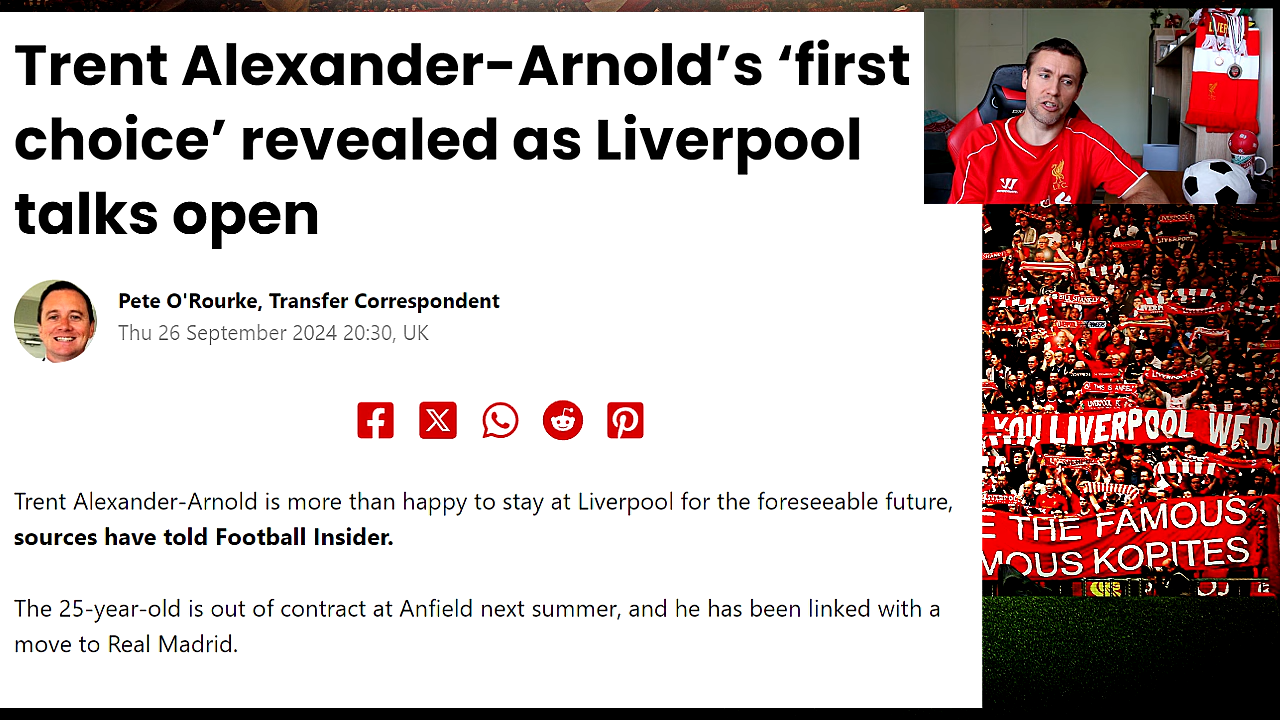 Trent Alexander-Arnold’s ‘first
choice’ revealed as Liverpool
talks open
Pete O'Rourke, Transfer Correspondent
Thu 26 September 2024 20:30, UK
Trent Alexander-Arnold is more than happy to stay at Liverpool for the foreseeable future,
sources have told Football Insider.
The 25-year-old is out of contract at Anfield next summer, and he has been linked with a
move to Real Madrid.
LIVERPOOL
YOU LIVERPOOL WE
THE FAMOUS
KOPITES